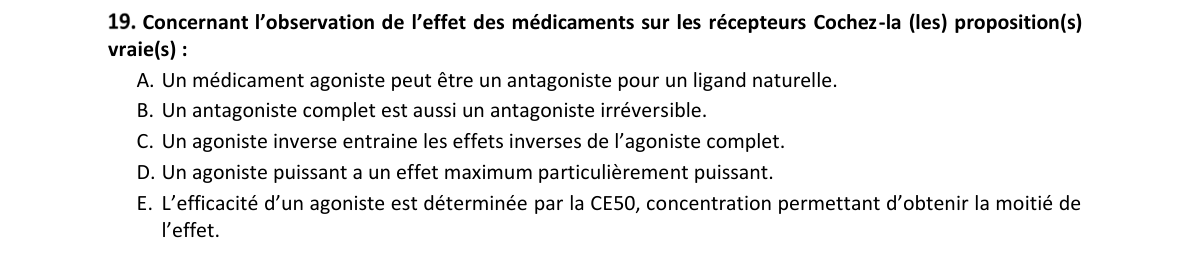 19. Concernant l’observation de l’effet des médicaments sur les récepteurs Cochez-la (les) proposition(s)
vraie(s) :
A. Un médicament agoniste peut être un antagoniste pour un ligand naturelle.
B. Un antagoniste complet est aussi un antagoniste irréversible.
C. Un agoniste inverse entraine les effets inverses de l’agoniste complet.
D. Un agoniste puissant a un effet maximum particulièrement puissant.
E. L’efficacité d’un agoniste est déterminée par la CE50, concentration permettant d’obtenir la moitié de
l’effet.